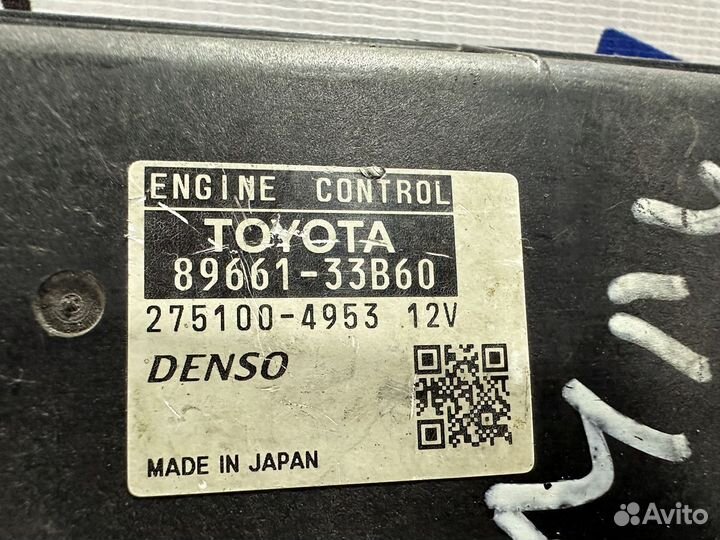 ENGINE CONTROL
TOYOTA
89661-33B60
275100-4953 12V
DENSO
MADE IN JAPAN
Avito